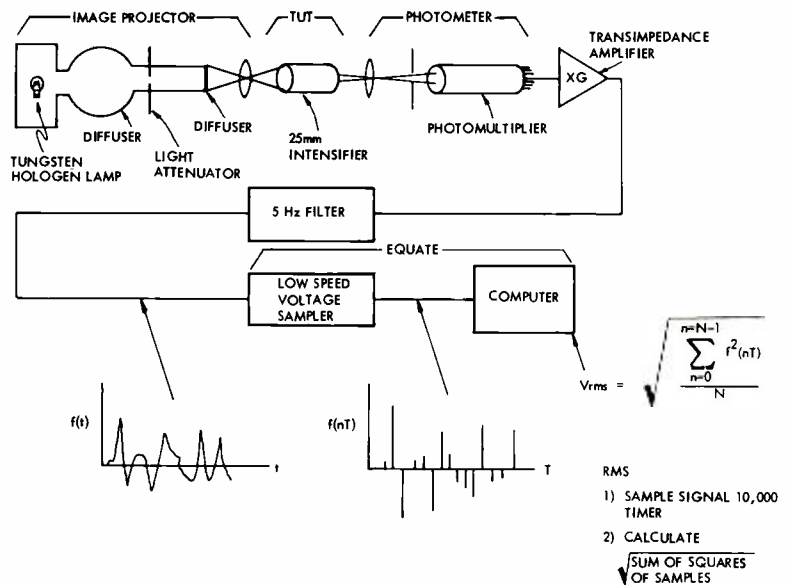 IMAGE PROJECTOR
TUT
PHOTOMETER
TRANSIMPEDANCE
AMPLIFIER
XG
DIFFUSER
DIFFUSER
LIGHT
ATTENUATOR
25mm
INTENSIFIER
PHOTOMULTIPLIER
TUNGSTEN
HOLOGEN LAMP
5 Hz FILTER
EQUATE
LOW SPEED
VOLTAGE
SAMPLER
COMPUTER
Vrms = √ n=N-1 ∑ n=0 f²(nT) / N
f(t)
t
f(nT)
T
RMS
1) SAMPLE SIGNAL 10,000
TIMER
2) CALCULATE
√SUM OF SQUARES
OF SAMPLES